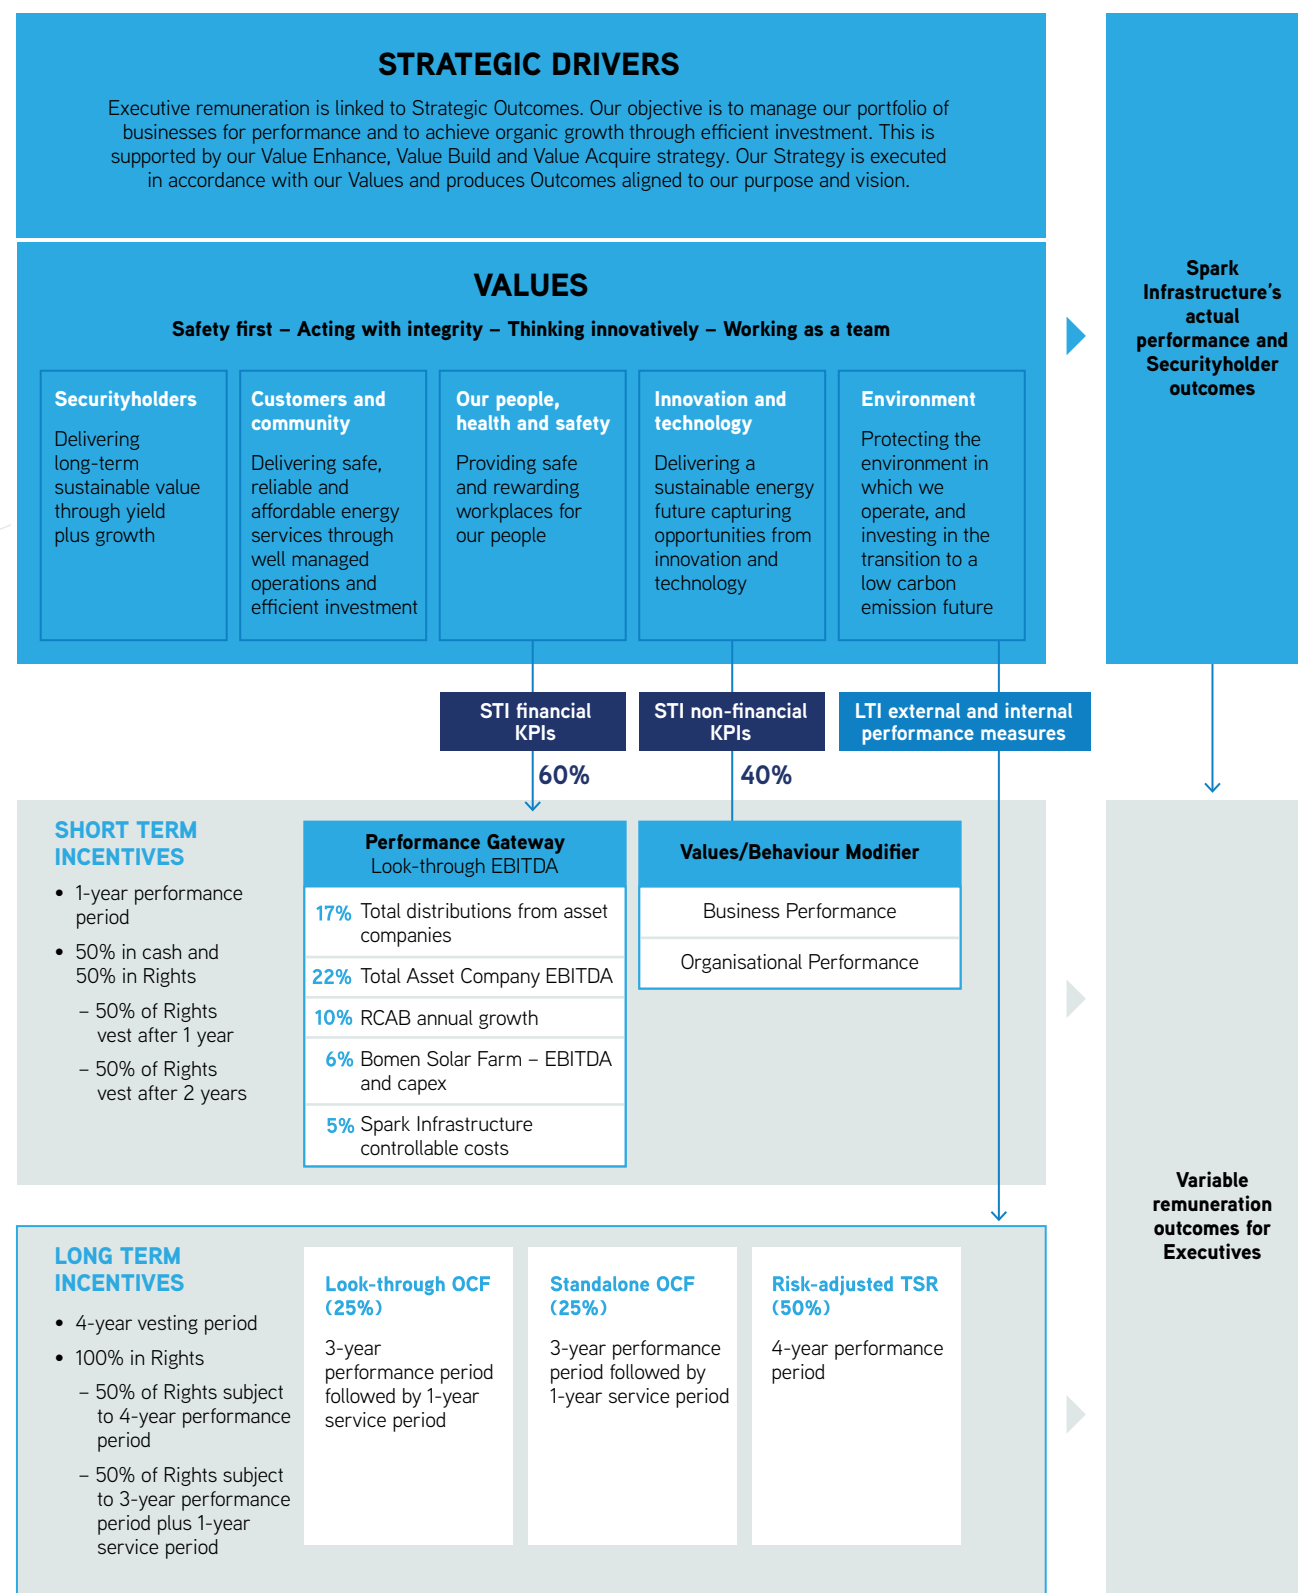 STRATEGIC DRIVERS
Executive remuneration is linked to Strategic Outcomes. Our objective is to manage our portfolio of
businesses for performance and to achieve organic growth through efficient investment. This is
supported by our Value Enhance, Value Build and Value Acquire strategy. Our Strategy is executed
in accordance with our Values and produces Outcomes aligned to our purpose and vision.
VALUES
Safety first – Acting with integrity – Thinking innovatively – Working as a team
Securityholders
Delivering
long-term
sustainable value
through yield
plus growth
Customers and
community
Delivering safe,
reliable and
affordable energy
services through
well managed
operations and
efficient investment
Our people,
health and safety
Providing safe
and rewarding
workplaces for
our people
Innovation and
technology
Delivering a
sustainable energy
future capturing
opportunities from
innovation and
technology
Environment
Protecting the
environment in
which we
operate, and
investing in the
transition to a
low carbon
emission future
Spark
Infrastructure's
actual
performance and
Securityholder
outcomes
STI financial
KPIs
60%
STI non-financial
KPIs
40%
LTI external and internal
performance measures
SHORT TERM
INCENTIVES
• 1-year performance
period
• 50% in cash and
50% in Rights
– 50% of Rights
vest after 1 year
– 50% of Rights
vest after 2 years
Performance Gateway
Look-through EBITDA
17% Total distributions from asset
companies
22% Total Asset Company EBITDA
10% RCAB annual growth
6% Bomen Solar Farm – EBITDA
and capex
5% Spark Infrastructure
controllable costs
Values/Behaviour Modifier
Business Performance
Organisational Performance
LONG TERM
INCENTIVES
• 4-year vesting period
• 100% in Rights
– 50% of Rights subject
to 4-year performance
period
– 50% of Rights subject
to 3-year performance
period plus 1-year
service period
Look-through OCF
(25%)
3-year
performance period
followed by 1-year
service period
Standalone OCF
(25%)
3-year performance
period followed by
1-year service period
Risk-adjusted TSR
(50%)
4-year performance
period
Variable
remuneration
outcomes for
Executives